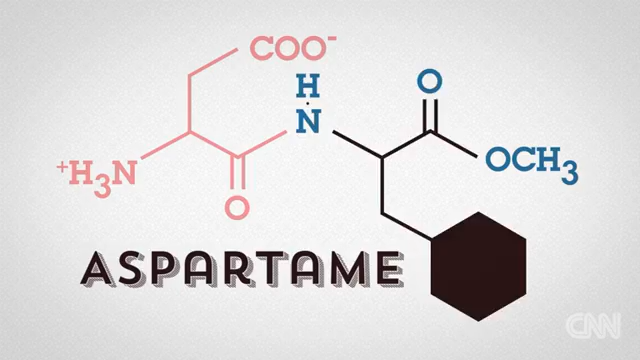 COO⁻
H
N
O
OCH₃
⁺H₃N
O
ASPARTAME
CNN